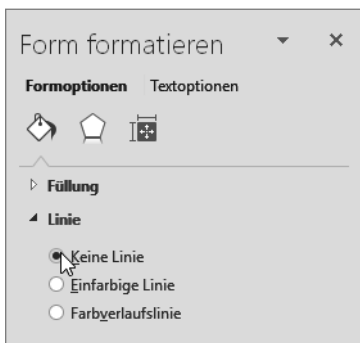 Form formatieren
Formoptionen Textoptionen
Füllung
Linie
Keine Linie
Einfarbige Linie
Farbverlaufslinie